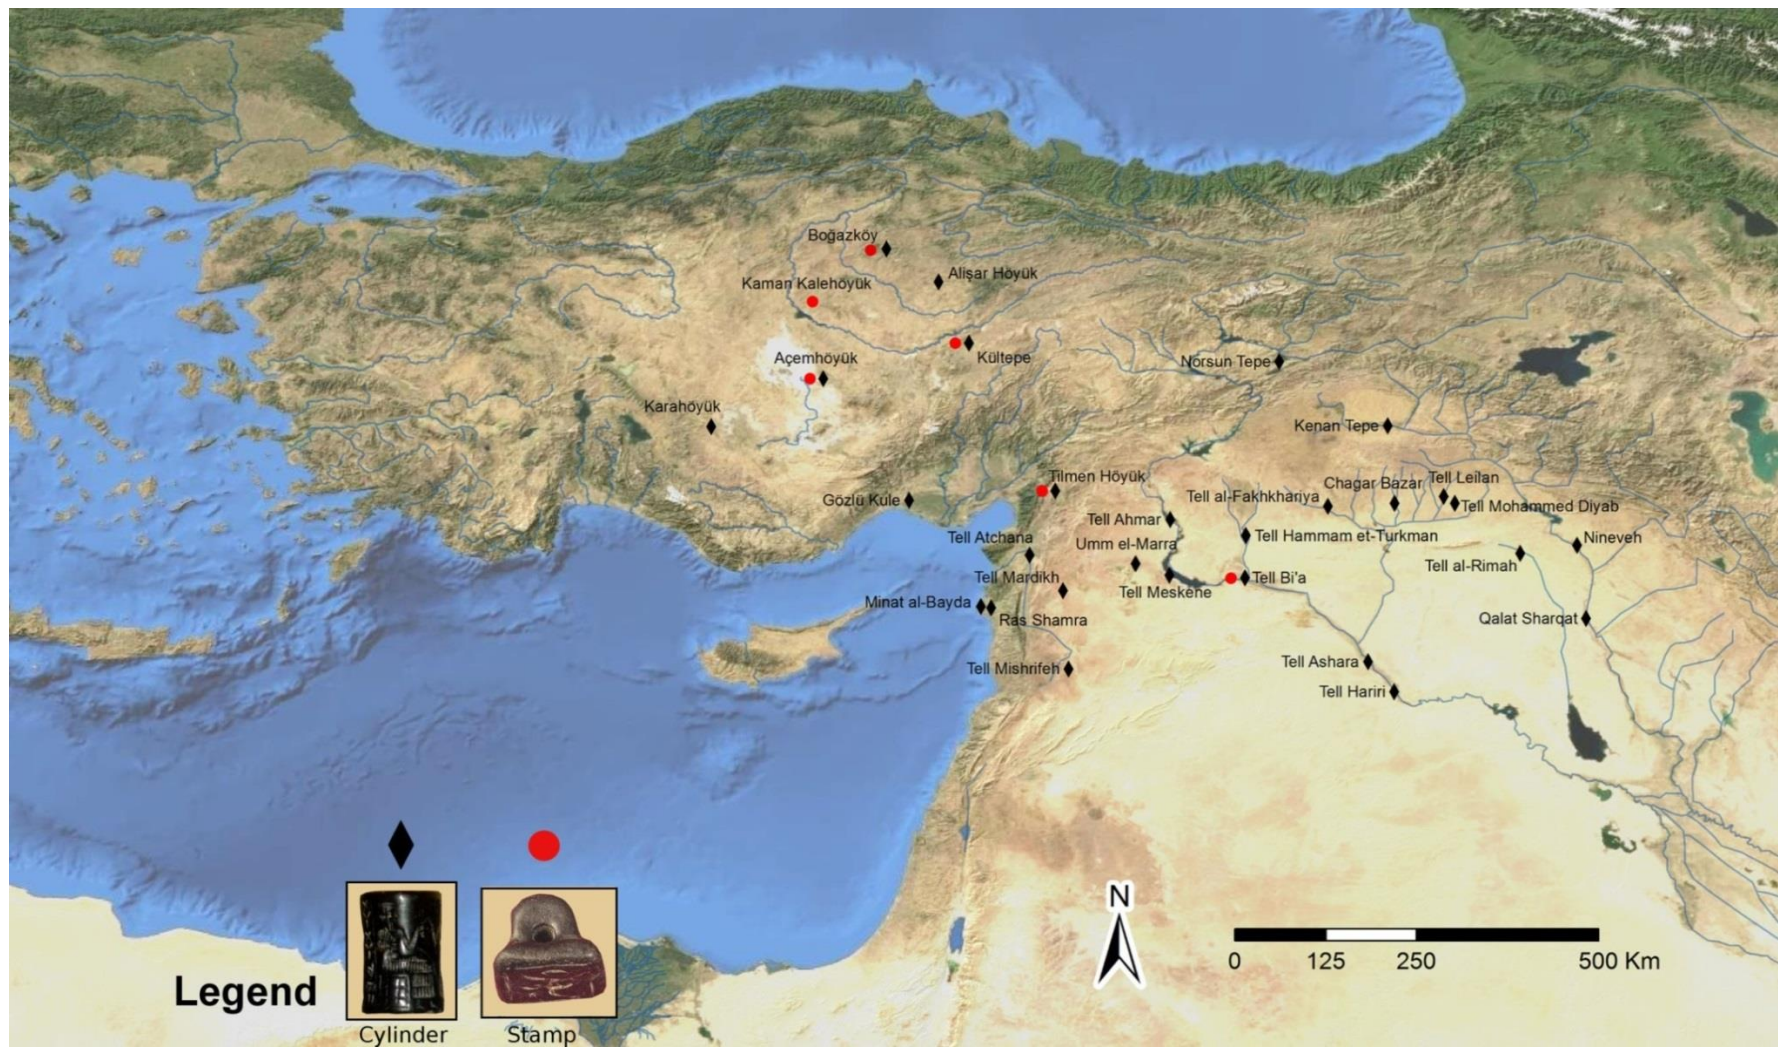 Boğazköy
Alişar Höyük
Kaman Kalehöyük
Kültepe
Açemhöyük
Norsun Tepe
Karahöyük
Kenan Tepe
Gözlü Kule
Tilmen Höyük
Tell al-Fakhkhariya
Chagar Bazar
Tell Leilan
Tell Mohammed Diyab
Tell Ahmar
Tell Atchana
Umm el-Marra
Tell Hammam et-Turkman
Nineveh
Tell al-Rimah
Tell Mardikh
Tell Meskene
Tell Bi'a
Minat al-Bayda
Ras Shamra
Qalat Sharqat
Tell Mishrifeh
Tell Ashara
Tell Hariri
N
0 125 250 500 Km
Legend
Cylinder
Stamp